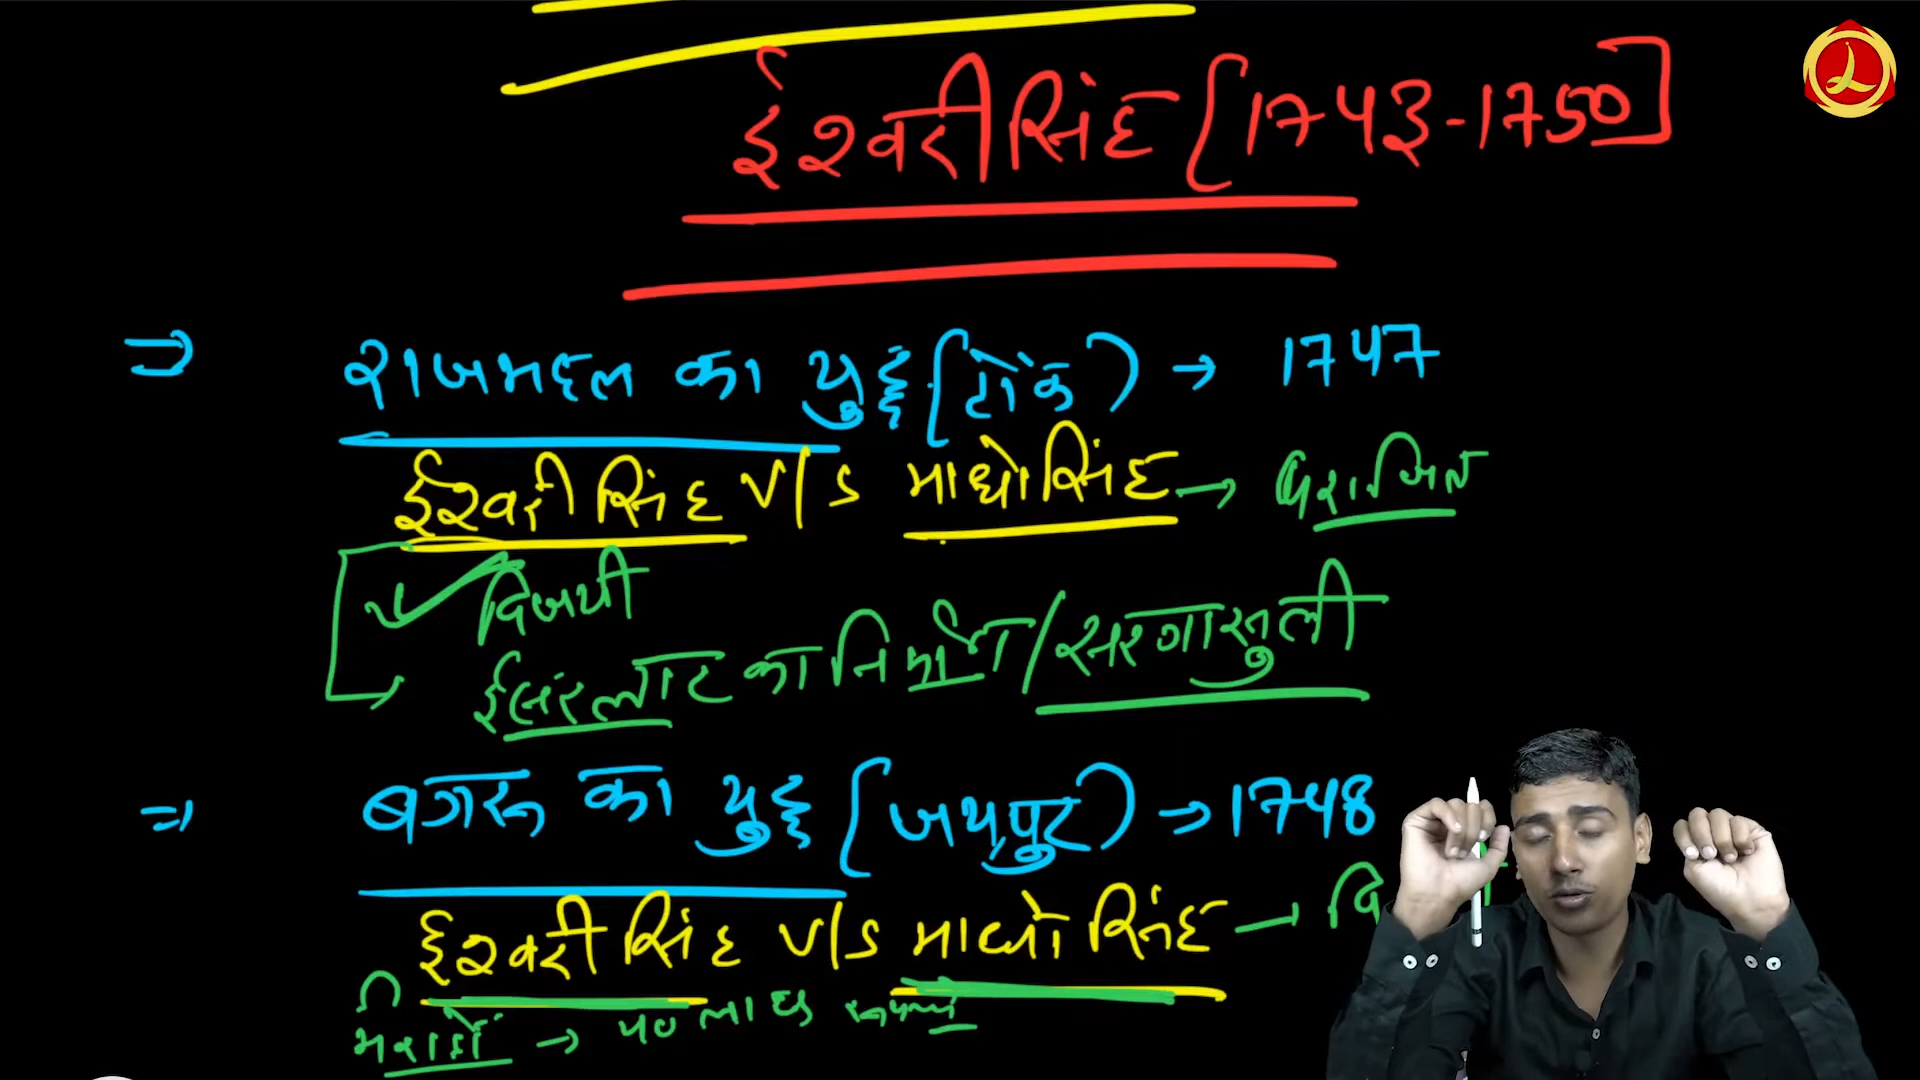 ईश्वरीसिंह [1743-1750]
⇒ राजमहल का युद्ध (टोंक) → 1747
ईश्वरी सिंह V/S माधोसिंह → पराजित
विजयी
ईसरलाट का निर्माण / सरगासुली
⇒ बगरू का युद्ध (जयपुर) → 1748
ईश्वरी सिंह V/S माधो सिंह → वि
मराठों → 50 लाख रुपये